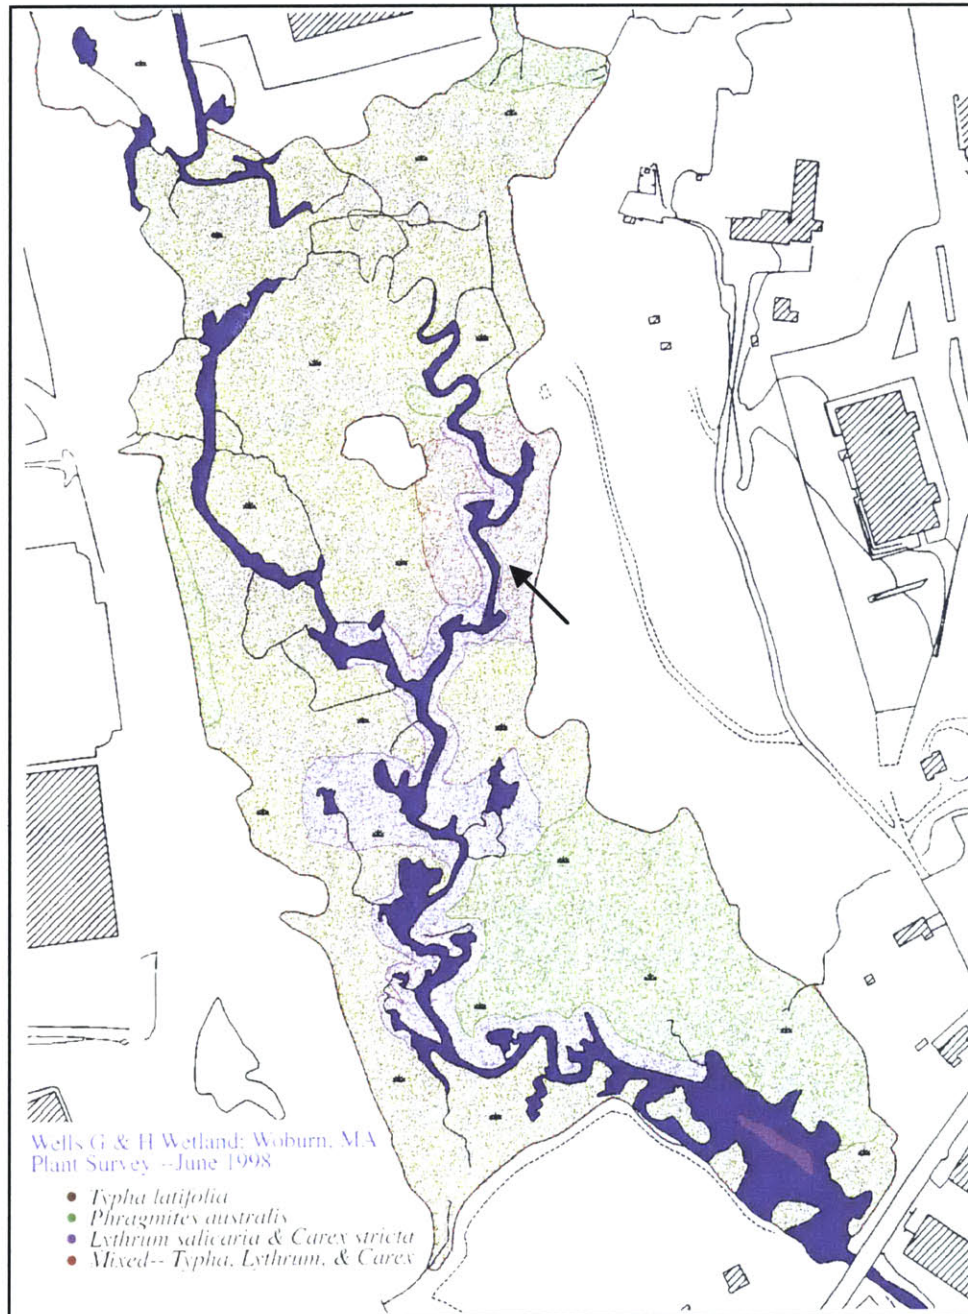 Wells G & H Wetland; Woburn, MA
Plant Survey --June 1998
Typha latifolia
Phragmites australis
Lythrum salicaria & Carex stricta
Mixed-- Typha, Lythrum, & Carex